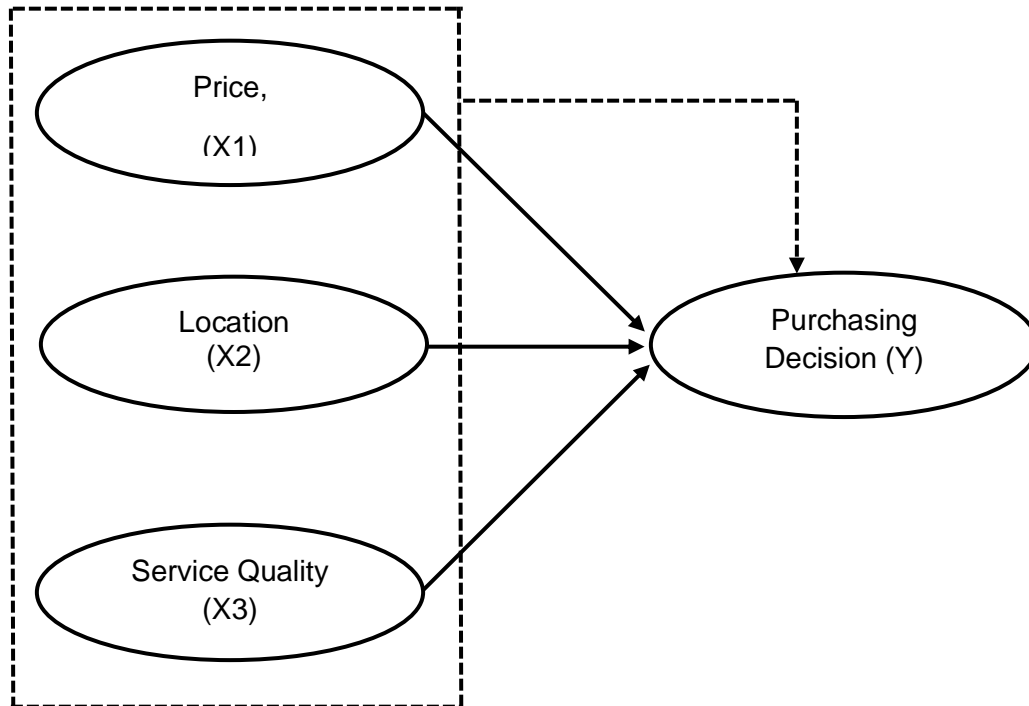 Price,
(X1)
Location
(X2)
Purchasing
Decision (Y)
Service Quality
(X3)